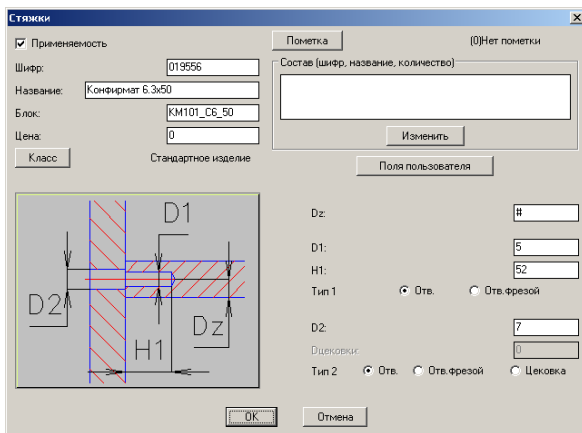 Стяжки
Применяемость
Пометка
(0)Нет пометки
Шифр:
019556
Название:
Конфирмат 6.3x50
Блок:
KM101_C6_50
Цена:
0
Класс
Стандартное изделие
Состав (шифр, название, количество)
Изменить
Поля пользователя
D1
D2
Dz
H1
Dz:
#
D1:
5
H1:
52
Тип 1
Отв.
Отв.фрезой
D2:
7
Dцековки:
0
Тип 2
Отв.
Отв.фрезой
Цековка
OK
Отмена